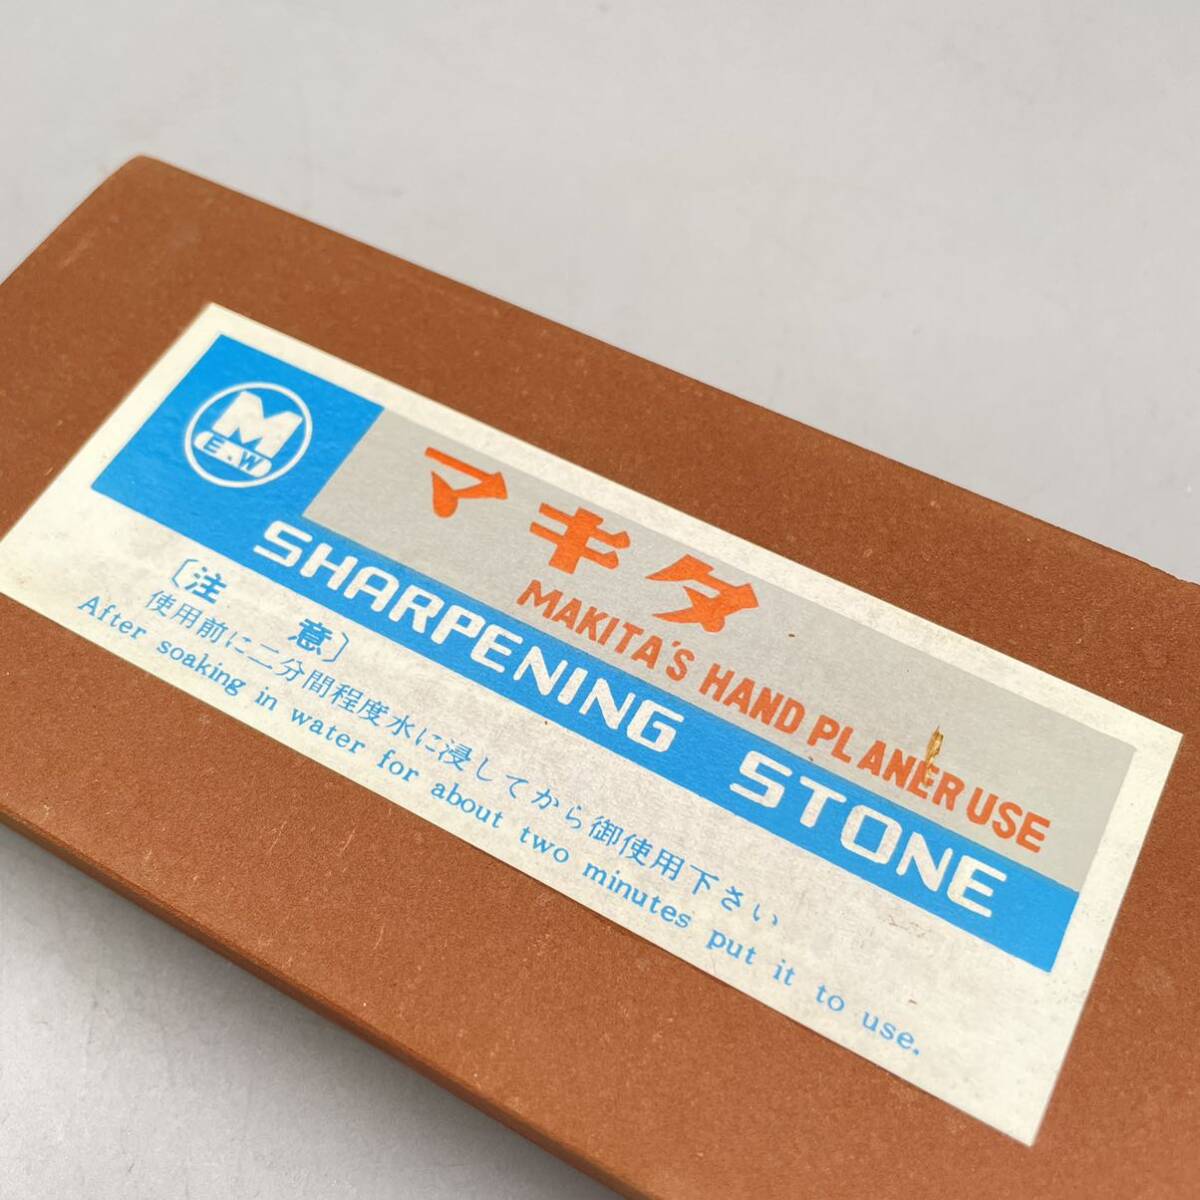 M
E.W
マキタ
MAKITA'S HAND PLANER USE
SHARPENING STONE
〔注意〕
使用前に二分間程度水に浸してから御使用下さい
After soaking in water for about two minutes put it to use.